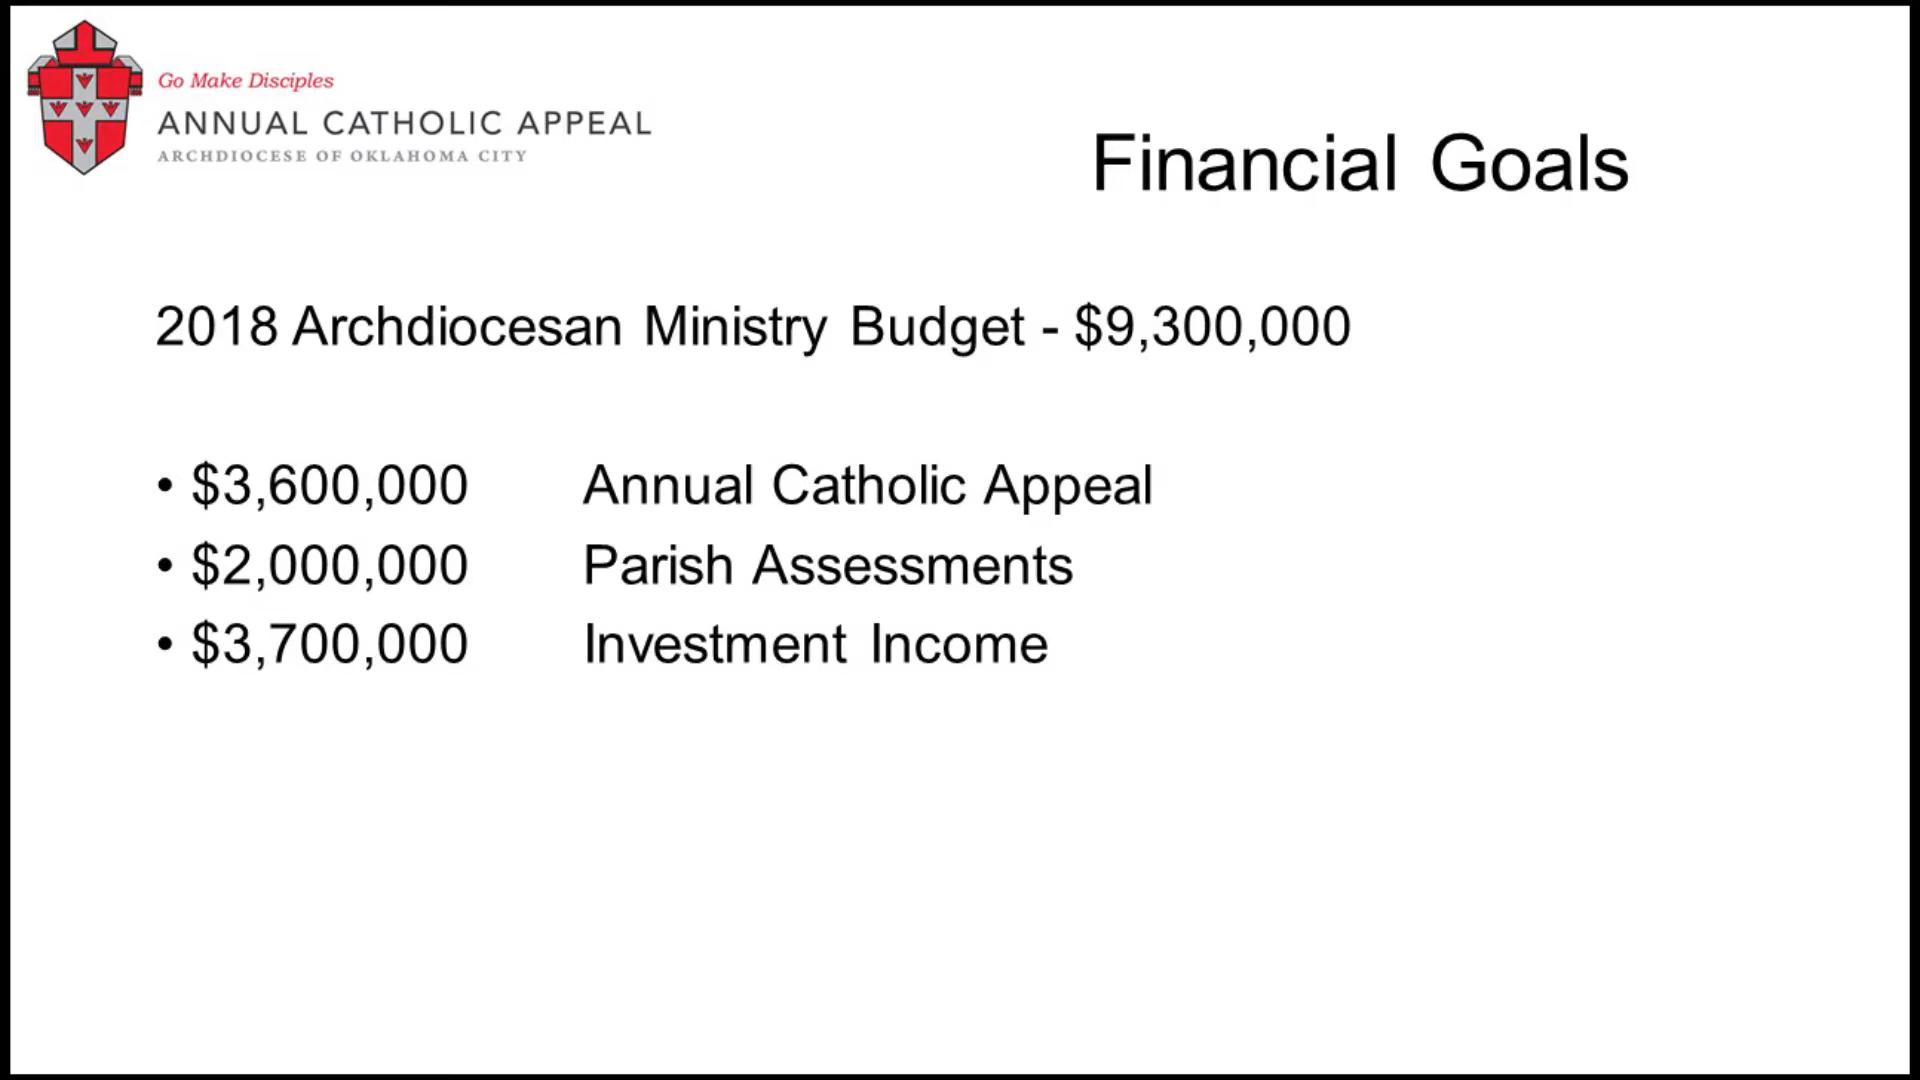 Go Make Disciples
ANNUAL CATHOLIC APPEAL
ARCHDIOCESE OF OKLAHOMA CITY
Financial Goals
2018 Archdiocesan Ministry Budget - $9,300,000
• $3,600,000 Annual Catholic Appeal
• $2,000,000 Parish Assessments
• $3,700,000 Investment Income